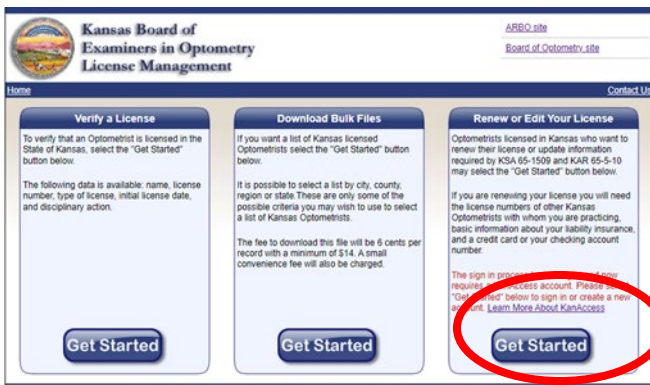 Kansas Board of
Examiners in Optometry
License Management
ARBO site
Board of Optometry site
Home
Contact Us
Verify a License
To verify that an Optometrist is licensed in the
State of Kansas, select the "Get Started"
button below.
The following data is available: name, license
number, type of license, initial license date,
and disciplinary action.
Get Started
Download Bulk Files
If you want a list of Kansas licensed
Optometrists select the "Get Started" button
below.
It is possible to select a list by city, county,
region or state.These are only some of the
possible criteria you may wish to use to select
a list of Kansas Optometrists.
The fee to download this file will be 6 cents per
record with a minimum of $14. A small
convenience fee will also be charged.
Get Started
Renew or Edit Your License
Optometrists licensed in Kansas who want to
renew their license or update information
required by KSA 65-1509 and KAR 65-5-10
may select the "Get Started" button below.
If you are renewing your license you will need
the license numbers of other Kansas
Optometrists with whom you are practicing,
basic information about your liability insurance,
and a credit card or your checking account
number.
The sign in process now
requires a account. Please
"Get Started" below to sign in or create a new
account. Learn More About KanAccess
Get Started